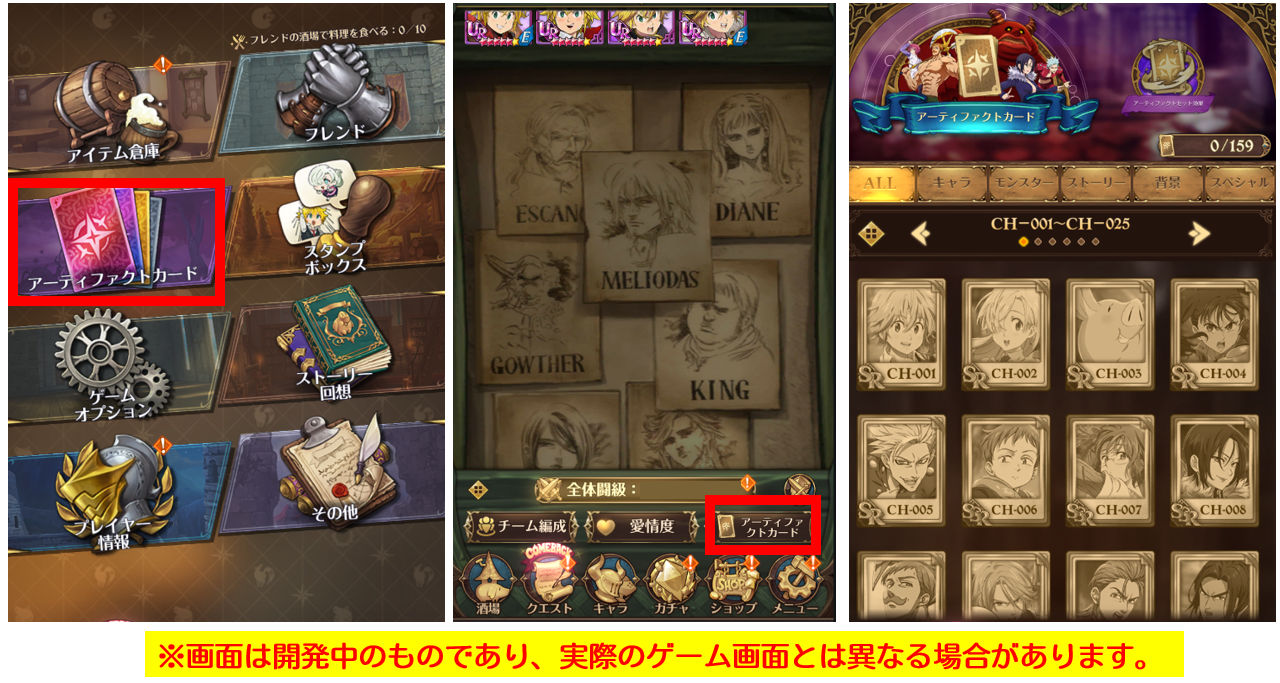 フレンドの酒場で料理を食べる：0/10
アイテム倉庫
フレンド
アーティファクトカード
スタンプ
ボックス
ゲーム
オプション
ストーリー
回想
プレイヤー
情報
その他
UR
UR
UR
UR
E
E
ESCAN
DIANE
MELIODAS
GOWTHER
KING
全体闘級：
チーム編成
愛情度
アーティファ
クトカード
COMEBACK
酒場
クエスト
キャラ
ガチャ
SHOP
ショップ
メニュー
アーティファクトカード
アーティファクトセット効果
0/159
ALL
キャラ
モンスター
ストーリー
背景
スペシャル
CH-001~CH-025
SR CH-001
SR CH-002
SR CH-003
SR CH-004
SR CH-005
SR CH-006
SR CH-007
SR CH-008
※画面は開発中のものであり、実際のゲーム画面とは異なる場合があります。